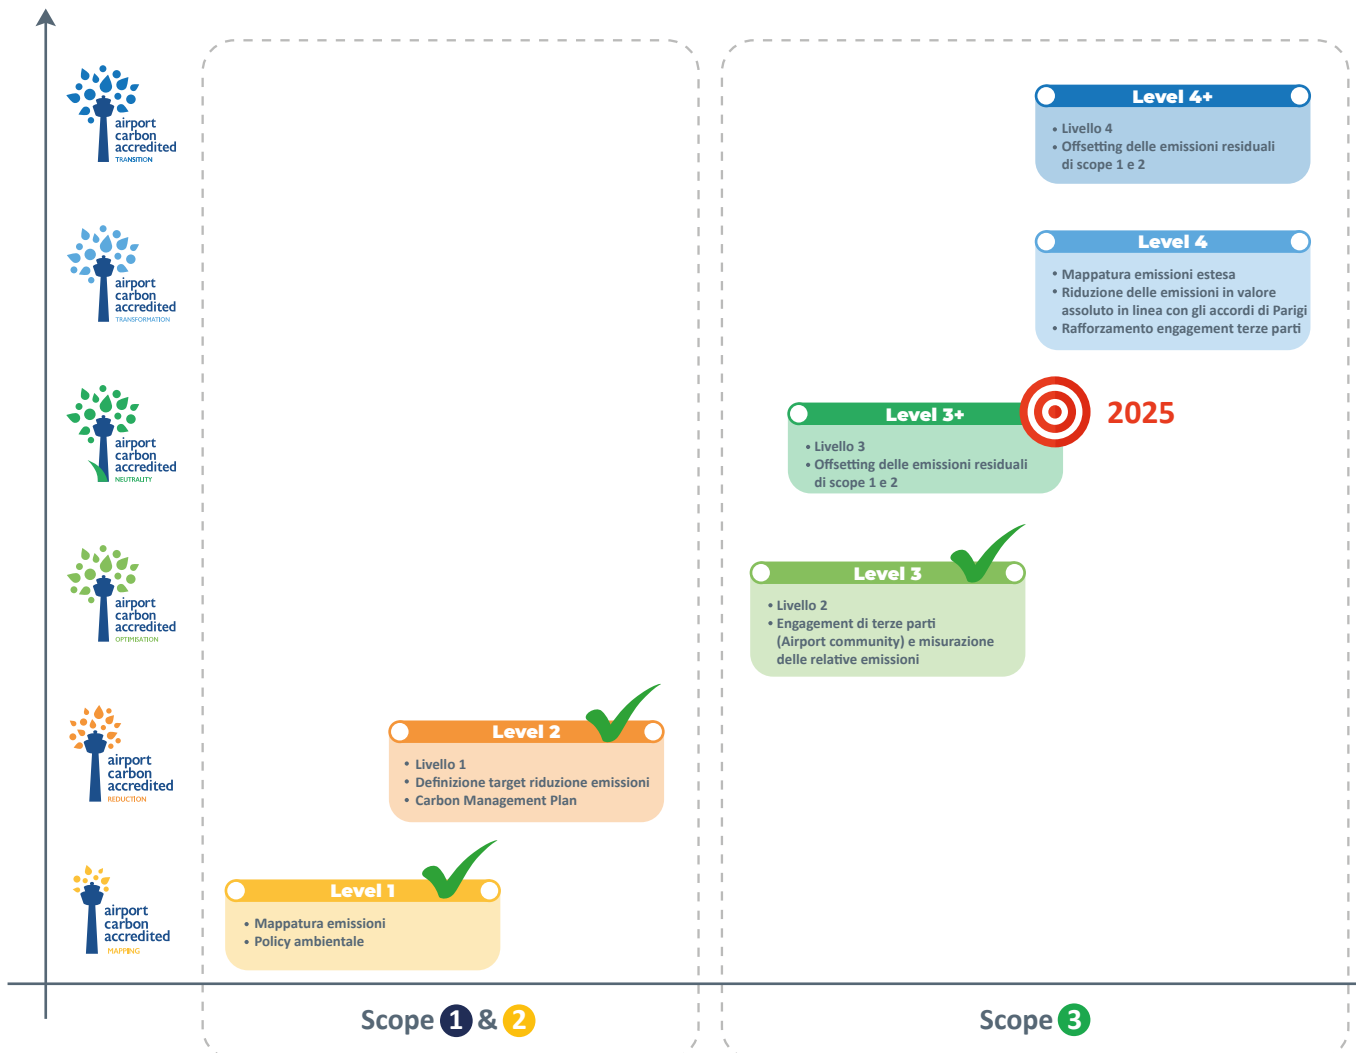 airport
carbon
accredited
TRANSITION
Level 4+
• Livello 4
• Offsetting delle emissioni residuali
di scope 1 e 2
airport
carbon
accredited
TRANSFORMATION
Level 4
• Mappatura emissioni estesa
• Riduzione delle emissioni in valore
assoluto in linea con gli accordi di Parigi
• Rafforzamento engagement terze parti
airport
carbon
accredited
NEUTRALITY
Level 3+
2025
• Livello 3
• Offsetting delle emissioni residuali
di scope 1 e 2
airport
carbon
accredited
OPTIMISATION
Level 3
• Livello 2
• Engagement di terze parti
(Airport community) e misurazione
delle relative emissioni
airport
carbon
accredited
REDUCTION
Level 2
• Livello 1
• Definizione target riduzione emissioni
• Carbon Management Plan
airport
carbon
accredited
MAPPING
Level 1
• Mappatura emissioni
• Policy ambientale
Scope 1 & 2
Scope 3